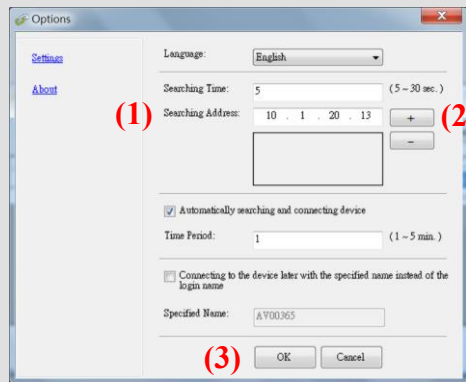 Options
Settings
About
Language: English
Searching Time: 5 (5 ~ 30 sec.)
(1) Searching Address: 10 . 1 . 20 . 13 + (2
−
Automatically searching and connecting device
Time Period: 1 (1 ~ 5 min.)
Connecting to the device later with the specified name instead of the
login name
Specified Name: AV00365
(3) OK Cancel